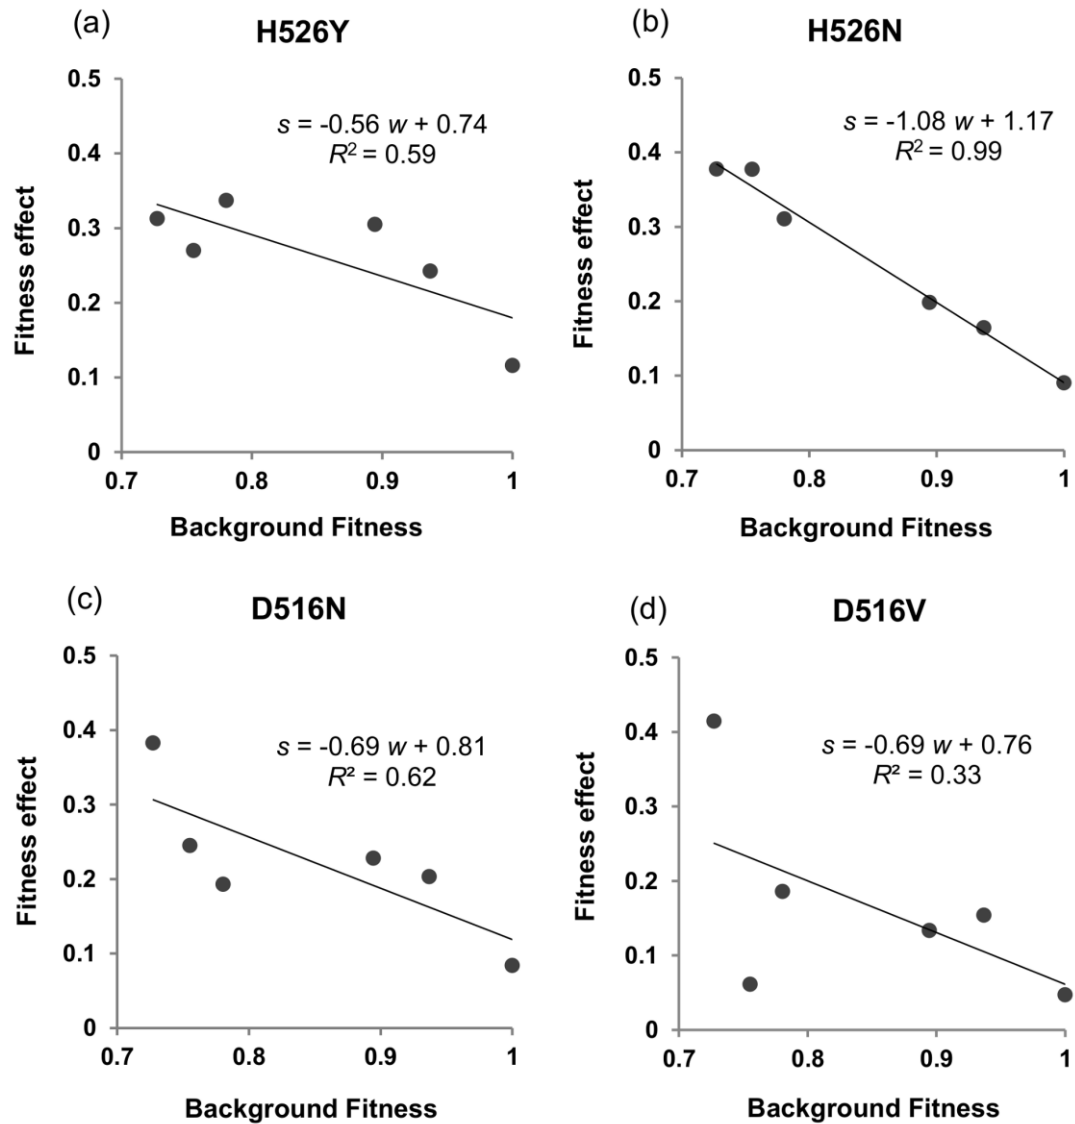 (a)
H526Y
0.5
0.4
0.3
0.2
0.1
0
s = -0.56 w + 0.74
R² = 0.59
Fitness effect
0.7 0.8 0.9 1
Background Fitness
(b)
H526N
0.5
0.4
0.3
0.2
0.1
0
s = -1.08 w + 1.17
R² = 0.99
Fitness effect
0.7 0.8 0.9 1
Background Fitness
(c)
D516N
0.5
0.4
0.3
0.2
0.1
0
s = -0.69 w + 0.81
R² = 0.62
Fitness effect
0.7 0.8 0.9 1
Background Fitness
(d)
D516V
0.5
0.4
0.3
0.2
0.1
0
s = -0.69 w + 0.76
R² = 0.33
Fitness effect
0.7 0.8 0.9 1
Background Fitness